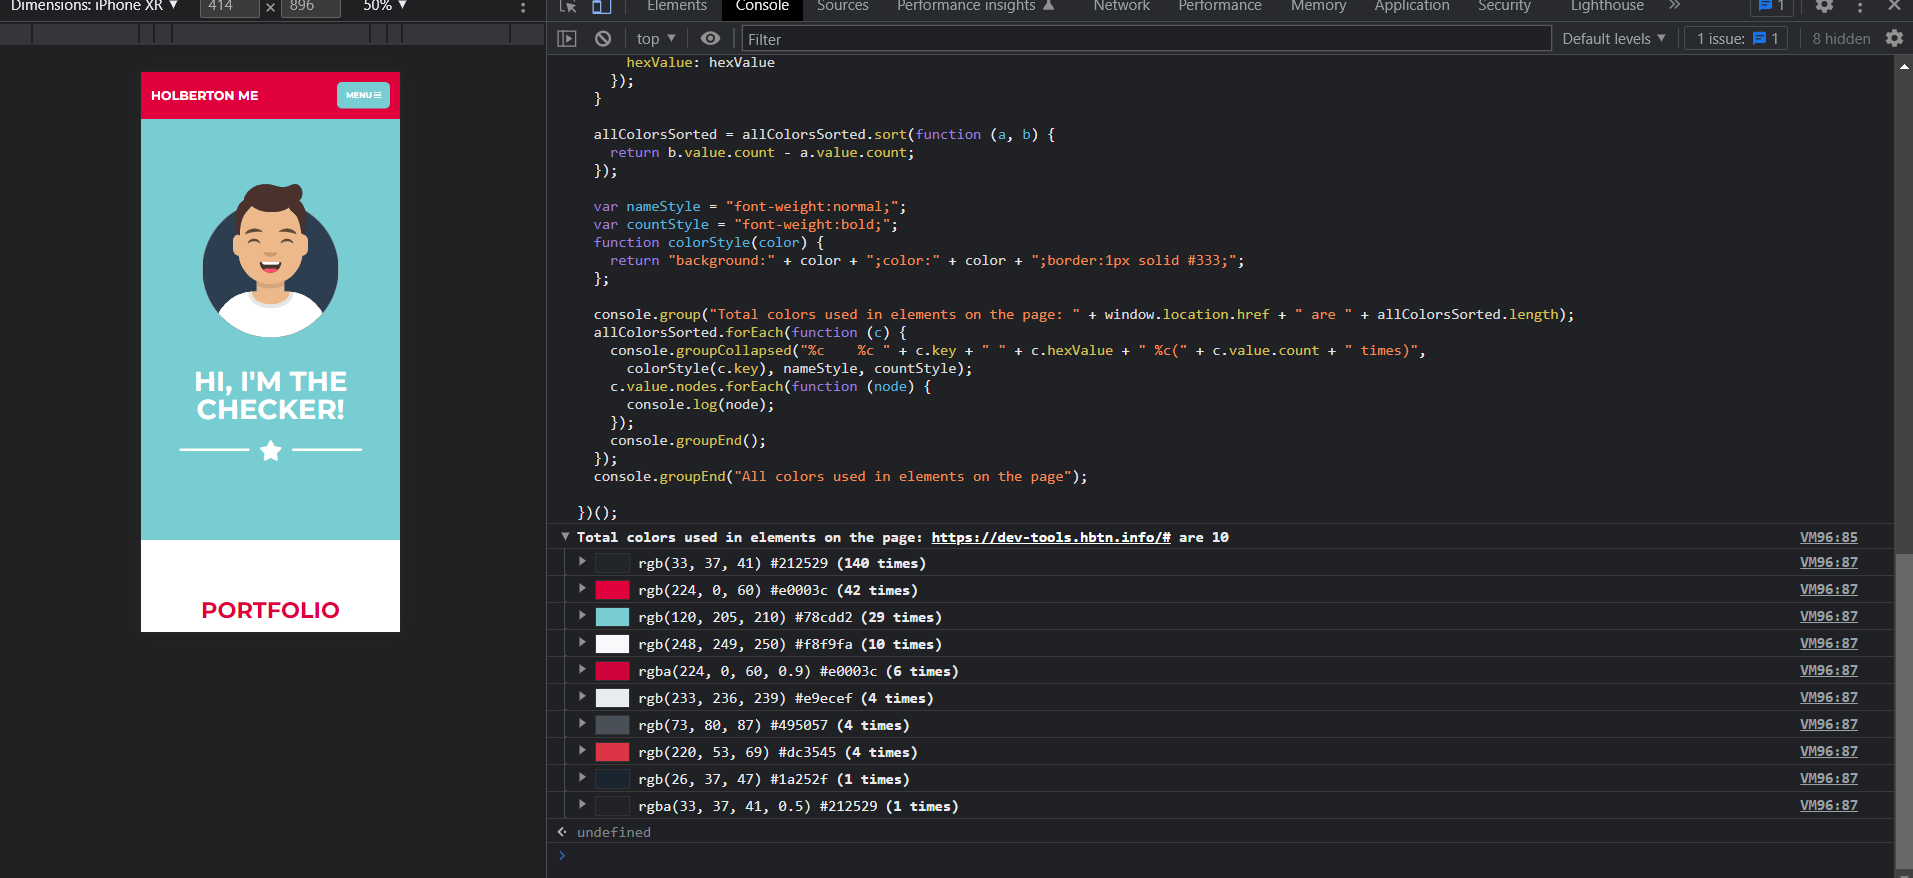 Dimensions: iPhone XR ▼ 414 × 896 50% ▼
Elements Console Sources Performance insights Network Performance Memory Application Security Lighthouse » 1
top ▼ Filter Default levels ▼ 1 issue: 1 8 hidden
HOLBERTON ME
MENU
HI, I'M THE
CHECKER!
PORTFOLIO
hexValue: hexValue
});
}
allColorsSorted = allColorsSorted.sort(function (a, b) {
return b.value.count - a.value.count;
});
var nameStyle = "font-weight:normal;";
var countStyle = "font-weight:bold;";
function colorStyle(color) {
return "background:" + color + ";color:" + color + ";border:1px solid #333;";
};
console.group("Total colors used in elements on the page: " + window.location.href + " are " + allColorsSorted.length);
allColorsSorted.forEach(function (c) {
console.groupCollapsed("%c    %c " + c.key + " " + c.hexValue + " %c(" + c.value.count + " times)",
colorStyle(c.key), nameStyle, countStyle);
c.value.nodes.forEach(function (node) {
console.log(node);
});
console.groupEnd();
});
console.groupEnd("All colors used in elements on the page");
})();
Total colors used in elements on the page: https://dev-tools.hbtn.info/# are 10 VM96:85
rgb(33, 37, 41) #212529 (140 times) VM96:87
rgb(224, 0, 60) #e0003c (42 times) VM96:87
rgb(120, 205, 210) #78cdd2 (29 times) VM96:87
rgb(248, 249, 250) #f8f9fa (10 times) VM96:87
rgba(224, 0, 60, 0.9) #e0003c (6 times) VM96:87
rgb(233, 236, 239) #e9ecef (4 times) VM96:87
rgb(73, 80, 87) #495057 (4 times) VM96:87
rgb(220, 53, 69) #dc3545 (4 times) VM96:87
rgb(26, 37, 47) #1a252f (1 times) VM96:87
rgba(33, 37, 41, 0.5) #212529 (1 times) VM96:87
undefined